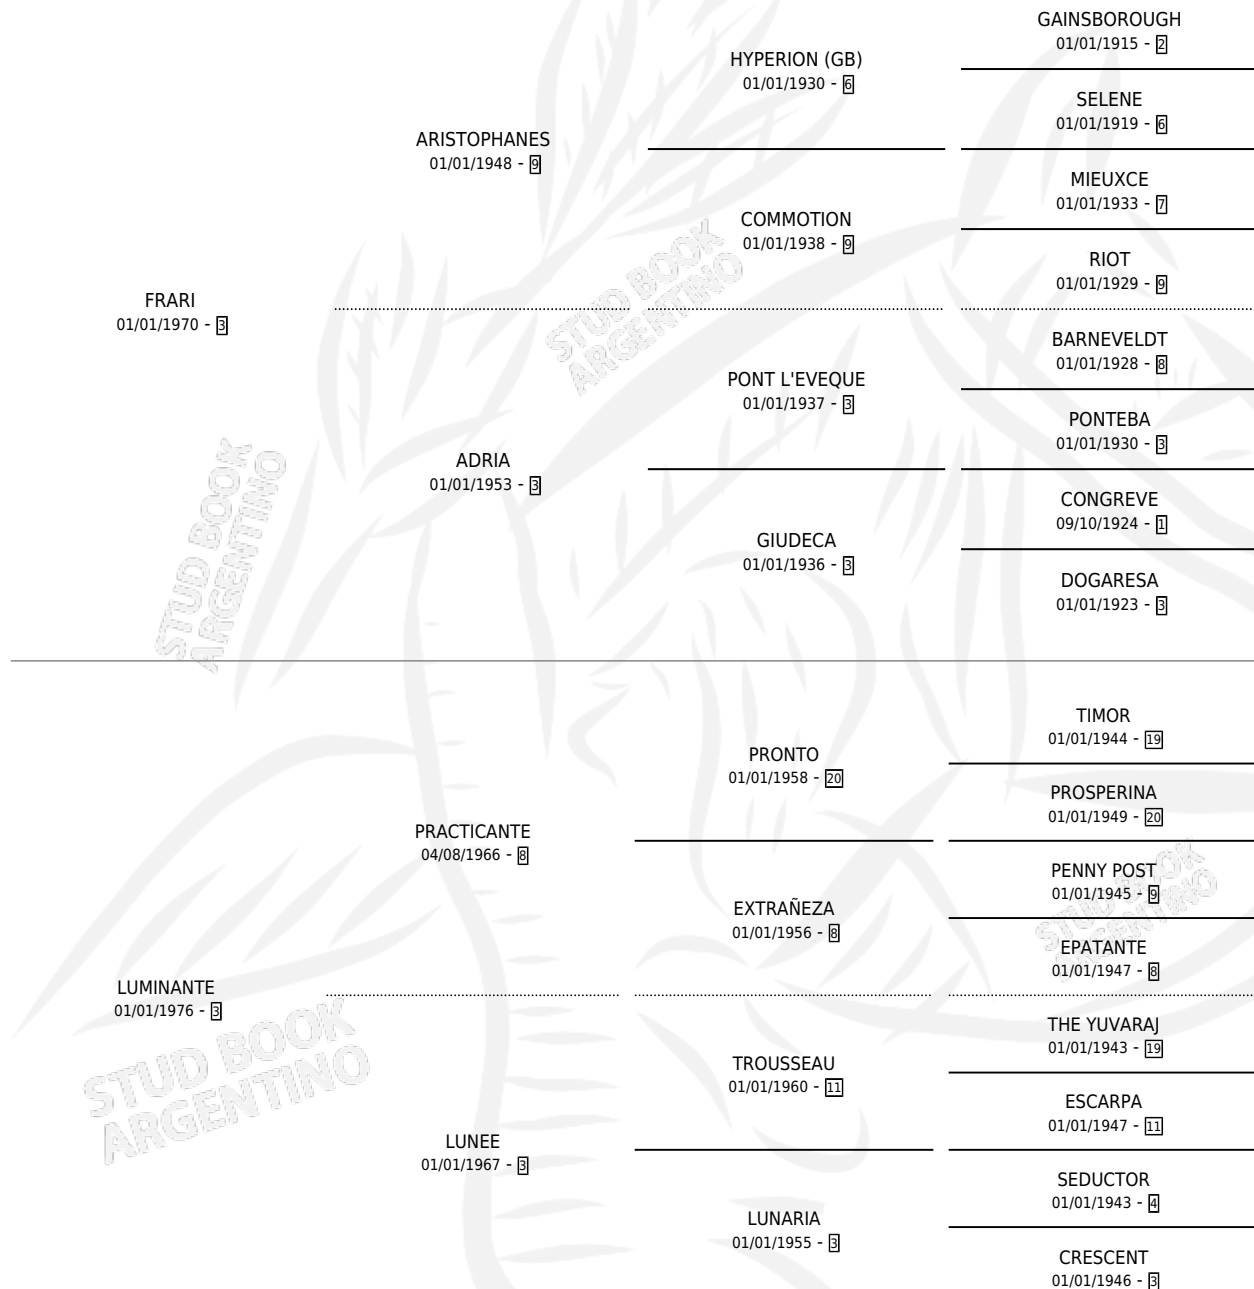 GAINSBOROUGH
01/01/1915 - 2
HYPERION (GB)
01/01/1930 - 6
SELENE
01/01/1919 - 6
ARISTOPHANES
01/01/1948 - 9
MIEUXCE
01/01/1933 - 7
COMMOTION
01/01/1938 - 9
RIOT
01/01/1929 - 9
FRARI
01/01/1970 - 3
BARNEVELDT
01/01/1928 - 8
PONT L'EVEQUE
01/01/1937 - 3
PONTEBA
01/01/1930 - 3
ADRIA
01/01/1953 - 3
CONGREVE
09/10/1924 - 1
GIUDECA
01/01/1936 - 3
DOGARESA
01/01/1923 - 3
TIMOR
01/01/1944 - 19
PRONTO
01/01/1958 - 20
PROSPERINA
01/01/1949 - 20
PRACTICANTE
04/08/1966 - 8
PENNY POST
01/01/1945 - 9
EXTRAÑEZA
01/01/1956 - 8
EPATANTE
01/01/1947 - 8
LUMINANTE
01/01/1976 - 3
THE YUVARAJ
01/01/1943 - 19
TROUSSEAU
01/01/1960 - 11
ESCARPA
01/01/1947 - 11
LUNEE
01/01/1967 - 3
SEDUCTOR
01/01/1943 - 4
LUNARIA
01/01/1955 - 3
CRESCENT
01/01/1946 - 3
STUD BOOK
ARGENTINO
STUD BOOK
ARGENTINO
STUD BOOK
ARGENTINO
STUD BOOK
ARGENTINO